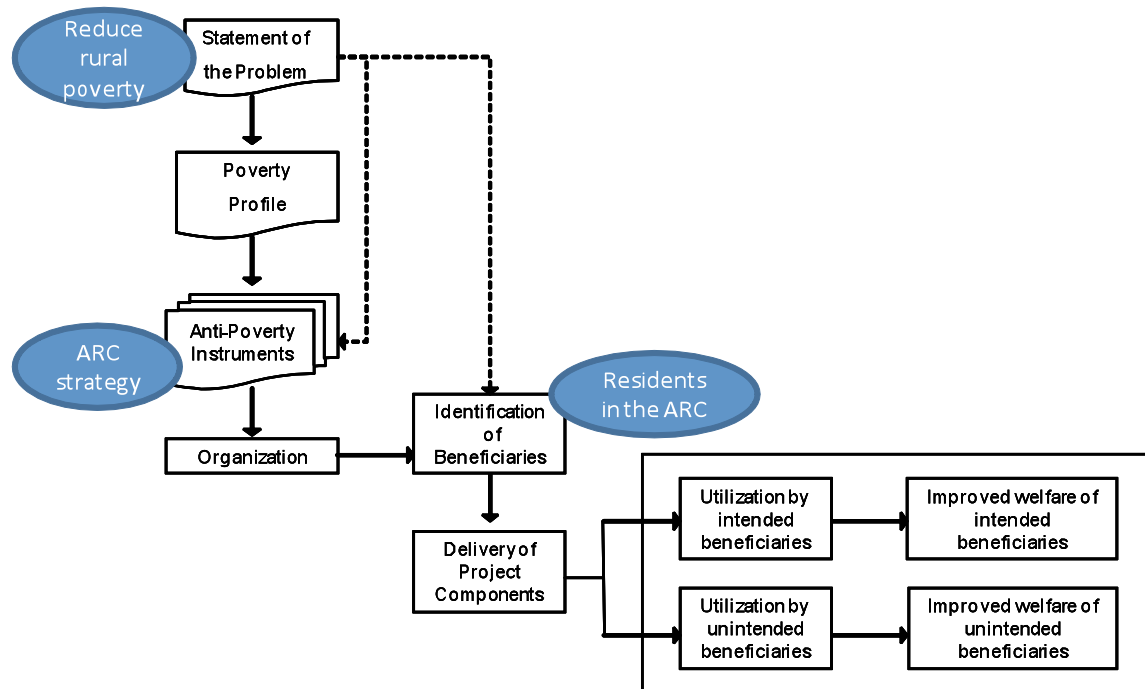 Reduce
rural
poverty
Statement of
the Problem
Poverty
Profile
Anti-Poverty
Instruments
ARC
strategy
Organization
Identification
of
Beneficiaries
Residents
in the ARC
Delivery of
Project
Components
Utilization by
intended
beneficiaries
Improved welfare of
intended
beneficiaries
Utilization by
unintended
beneficiaries
Improved welfare of
unintended
beneficiaries